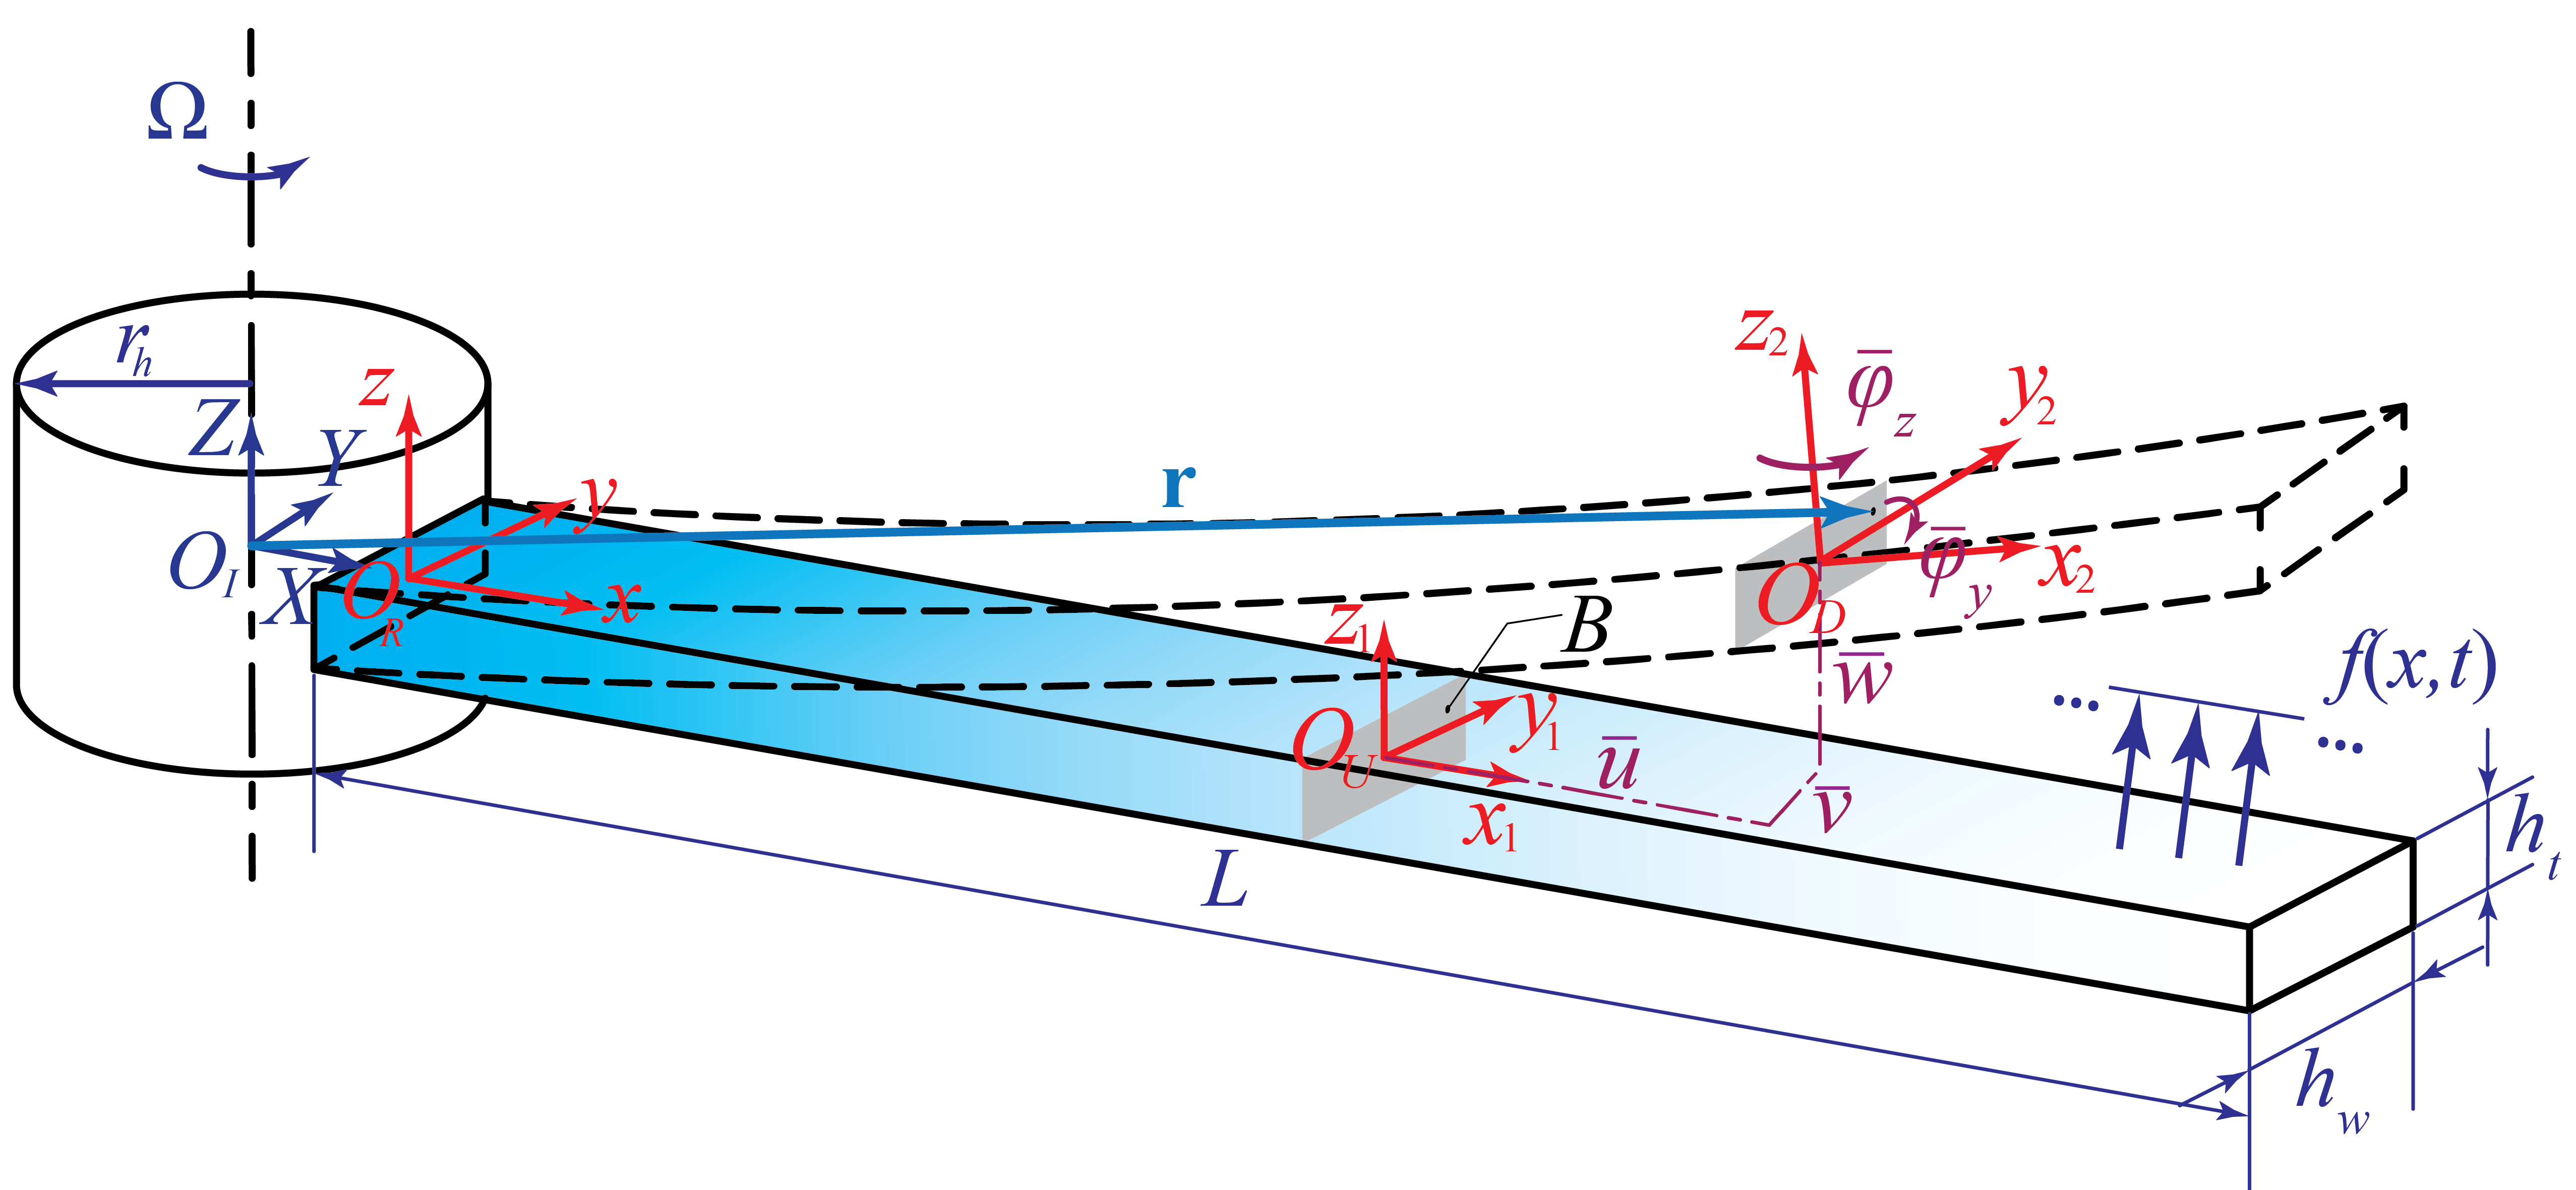 Ω
r_h
Z
Y
z
y
O_I
X
O_R
x
r
z_2
φ̅_z
y_2
φ̅_y
x_2
O_D
w̅
B
z_1
y_1
O_U
x_1
u̅
v̅
f(x,t)
...
...
L
h_t
h_w